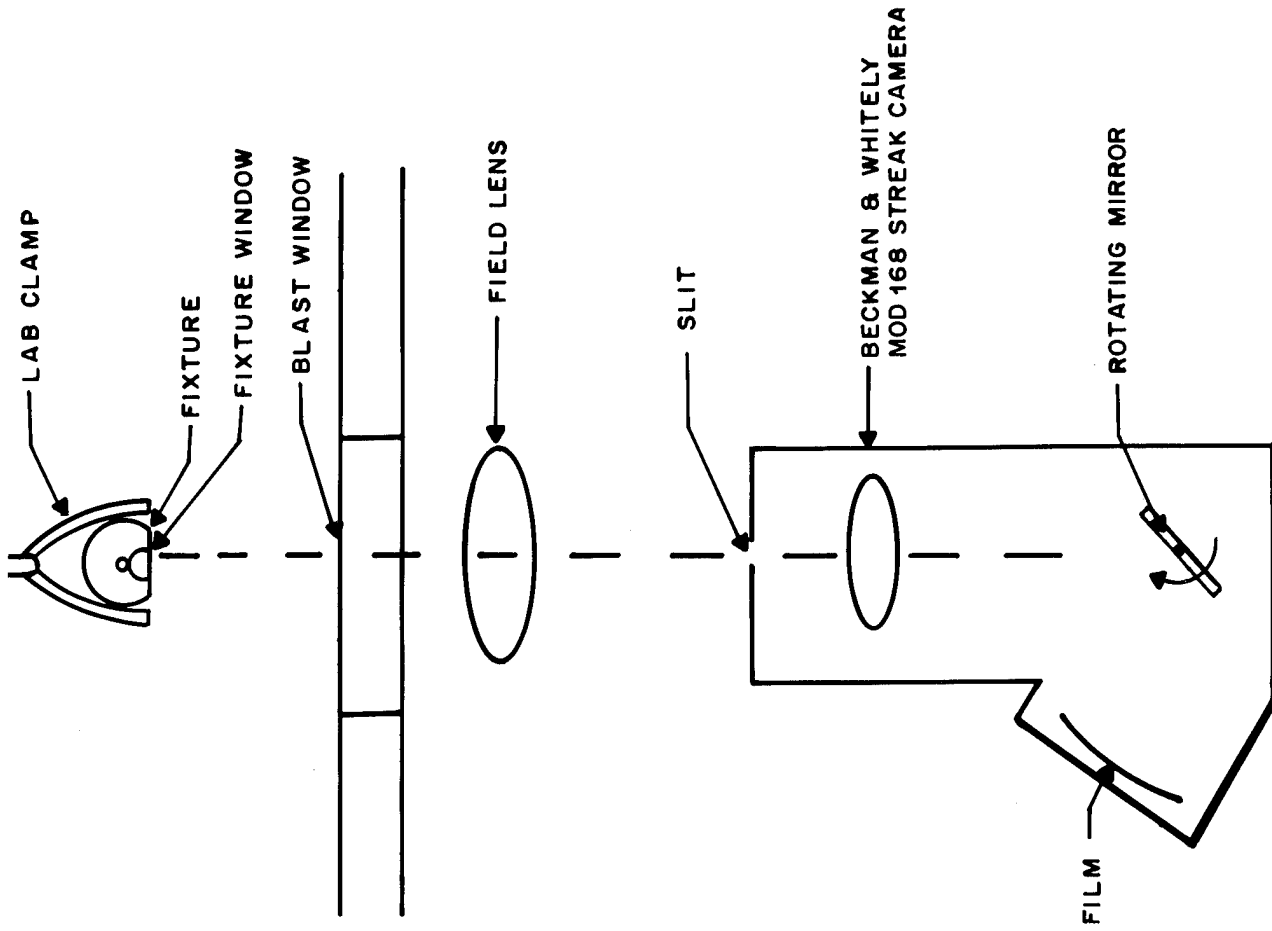 LAB CLAMP
FIXTURE
FIXTURE WINDOW
BLAST WINDOW
FIELD LENS
SLIT
BECKMAN & WHITELY
MOD 168 STREAK CAMERA
ROTATING MIRROR
FILM